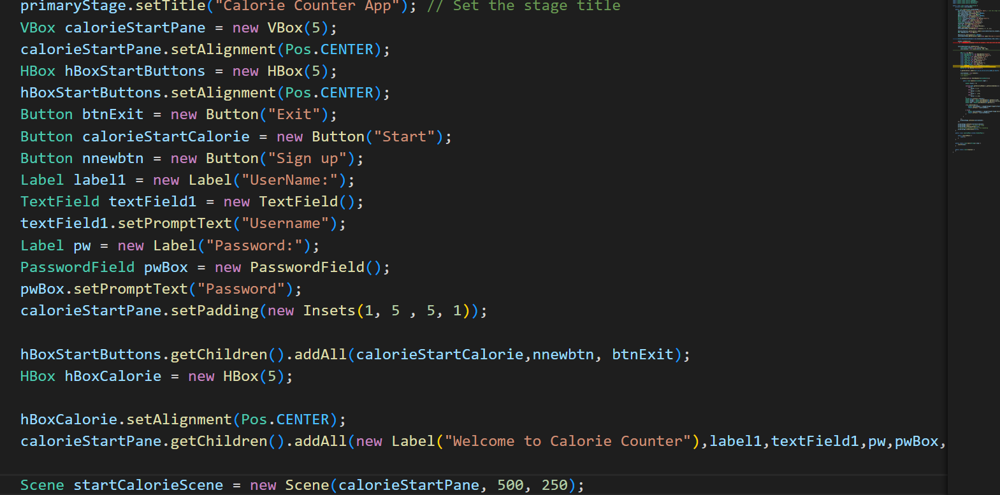 primaryStage.setTitle("Calorie Counter App"); // Set the stage title
VBox calorieStartPane = new VBox(5);
calorieStartPane.setAlignment(Pos.CENTER);
HBox hBoxStartButtons = new HBox(5);
hBoxStartButtons.setAlignment(Pos.CENTER);
Button btnExit = new Button("Exit");
Button calorieStartCalorie = new Button("Start");
Button nnewbtn = new Button("Sign up");
Label label1 = new Label("UserName:");
TextField textField1 = new TextField();
textField1.setPromptText("Username");
Label pw = new Label("Password:");
PasswordField pwBox = new PasswordField();
pwBox.setPromptText("Password");
calorieStartPane.setPadding(new Insets(1, 5 , 5, 1));
hBoxStartButtons.getChildren().addAll(calorieStartCalorie,nnewbtn, btnExit);
HBox hBoxCalorie = new HBox(5);
hBoxCalorie.setAlignment(Pos.CENTER);
calorieStartPane.getChildren().addAll(new Label("Welcome to Calorie Counter"),label1,textField1,pw,pwBox,
Scene startCalorieScene = new Scene(calorieStartPane, 500, 250);